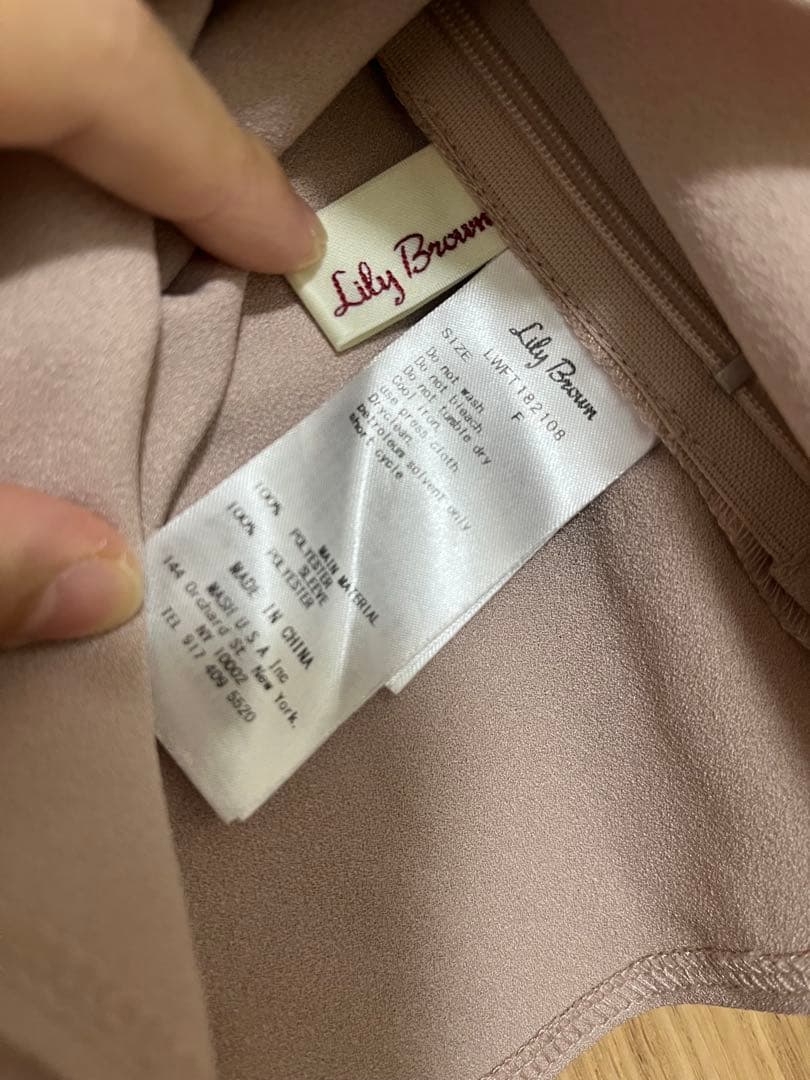 Lily Brown
Lily Brown
LWFT182108
SIZE F
Do not wash
Do not bleach
Do not tumble dry
Cool iron.
use press cloth.
Dryclean.
petroleus solvent only
short cycle
MAIN MATERIAL
100% POLYESTER
SLEEVE
100% POLYESTER
MADE IN CHINA
MASH U.S.A Inc
144 Orchard St. New York.
NY 10002
TEL 917 409 5520